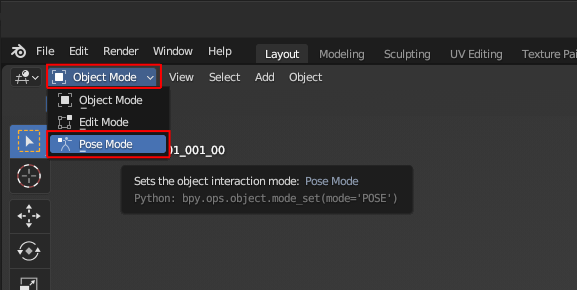 File Edit Render Window Help Layout Modeling Sculpting UV Editing Texture Pai
Object Mode View Select Add Object
Object Mode
Edit Mode
Pose Mode
01_001_00
Sets the object interaction mode: Pose Mode
Python: bpy.ops.object.mode_set(mode='POSE')